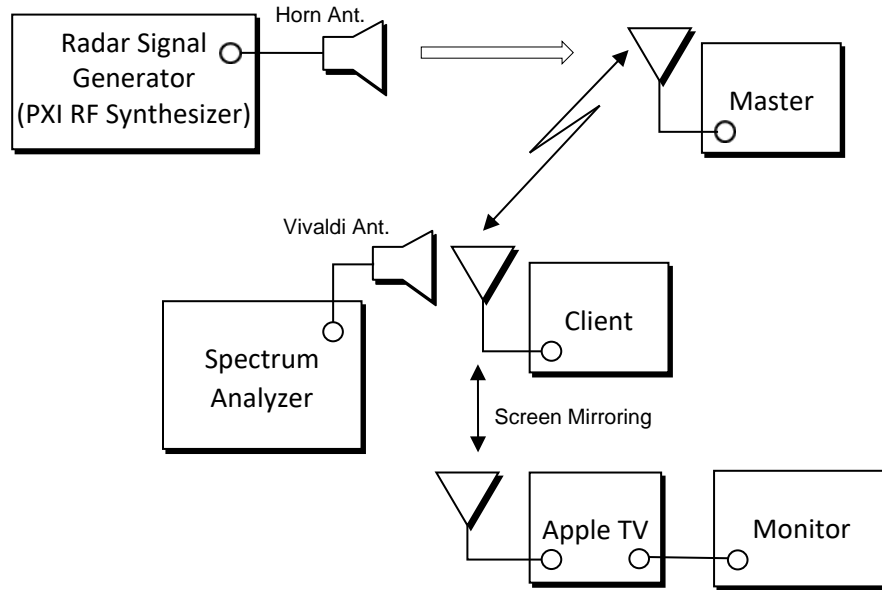 Horn Ant.
Radar Signal
Generator
(PXI RF Synthesizer)
Master
Vivaldi Ant.
Client
Spectrum
Analyzer
Screen Mirroring
Apple TV
Monitor